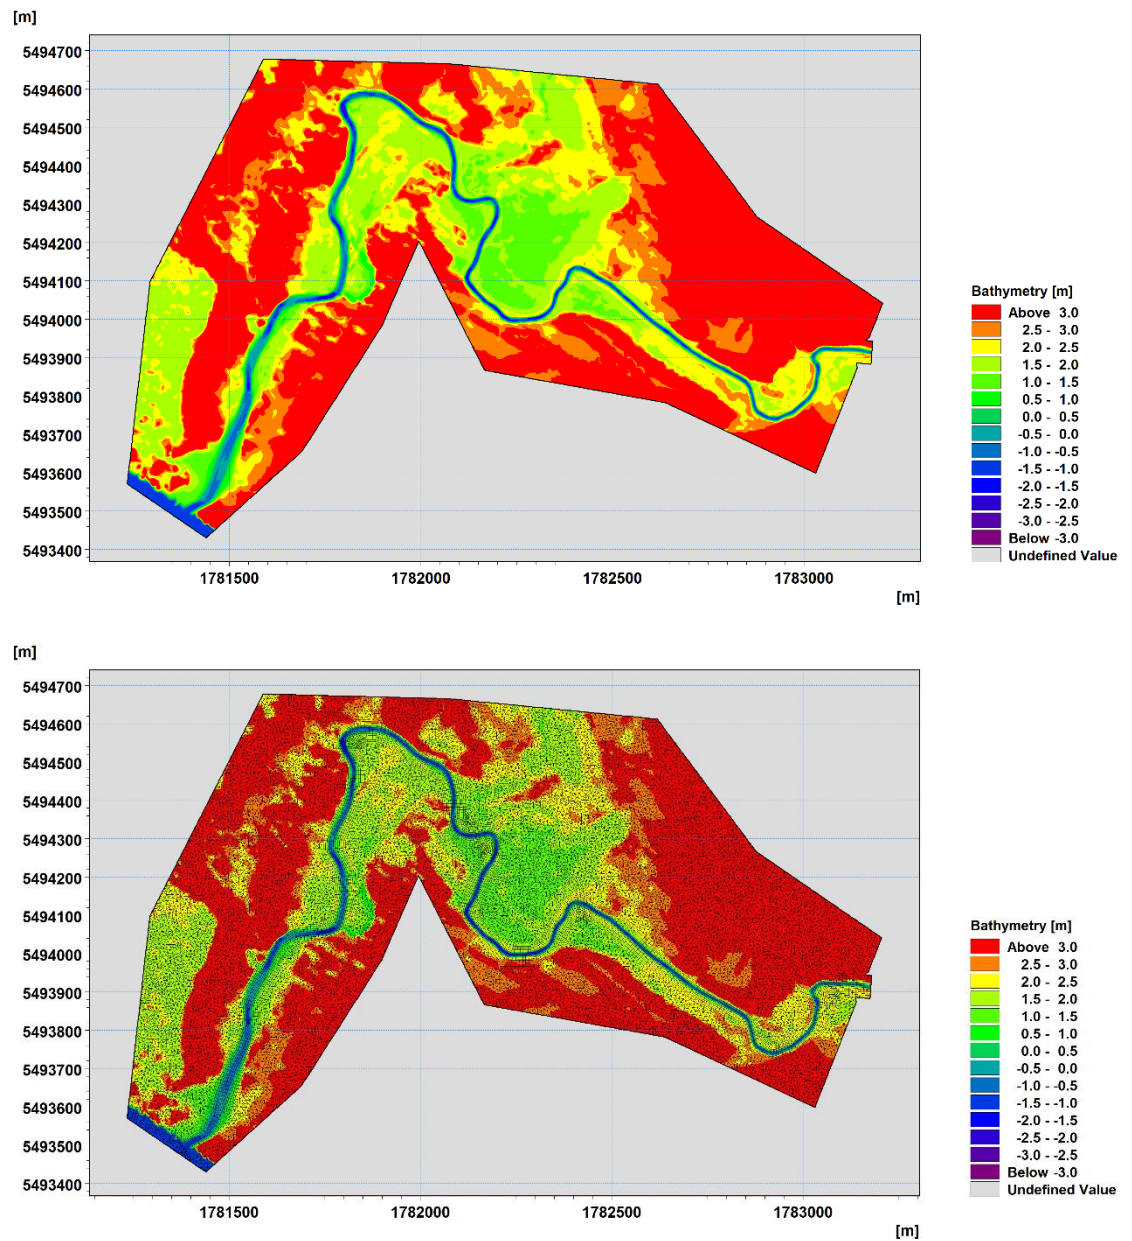 [m]
5494700
5494600
5494500
5494400
5494300
5494200
5494100
5494000
5493900
5493800
5493700
5493600
5493500
5493400
1781500 1782000 1782500 1783000
[m]
Bathymetry [m]
Above 3.0
2.5 - 3.0
2.0 - 2.5
1.5 - 2.0
1.0 - 1.5
0.5 - 1.0
0.0 - 0.5
-0.5 - 0.0
-1.0 - -0.5
-1.5 - -1.0
-2.0 - -1.5
-2.5 - -2.0
-3.0 - -2.5
Below -3.0
Undefined Value
[m]
5494700
5494600
5494500
5494400
5494300
5494200
5494100
5494000
5493900
5493800
5493700
5493600
5493500
5493400
1781500 1782000 1782500 1783000
[m]
Bathymetry [m]
Above 3.0
2.5 - 3.0
2.0 - 2.5
1.5 - 2.0
1.0 - 1.5
0.5 - 1.0
0.0 - 0.5
-0.5 - 0.0
-1.0 - -0.5
-1.5 - -1.0
-2.0 - -1.5
-2.5 - -2.0
-3.0 - -2.5
Below -3.0
Undefined Value